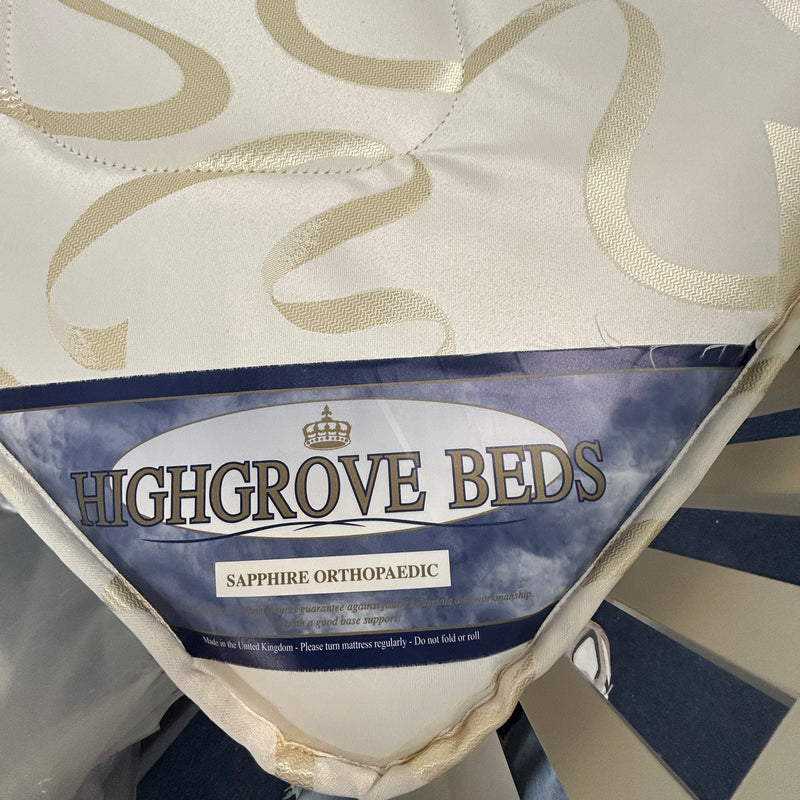 HIGHGROVE BEDS
SAPPHIRE ORTHOPAEDIC
guarantee against materials and workmanship.
with a good base support.
Made in the United Kingdom - Please turn mattress regularly - Do not fold or roll